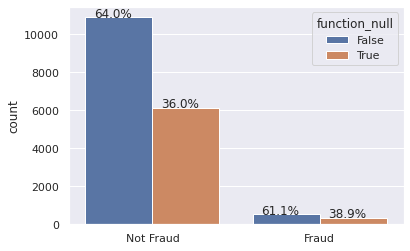 64.0%
function_null
False
True
36.0%
61.1%
38.9%
10000
8000
6000
4000
2000
0
count
Not Fraud
Fraud